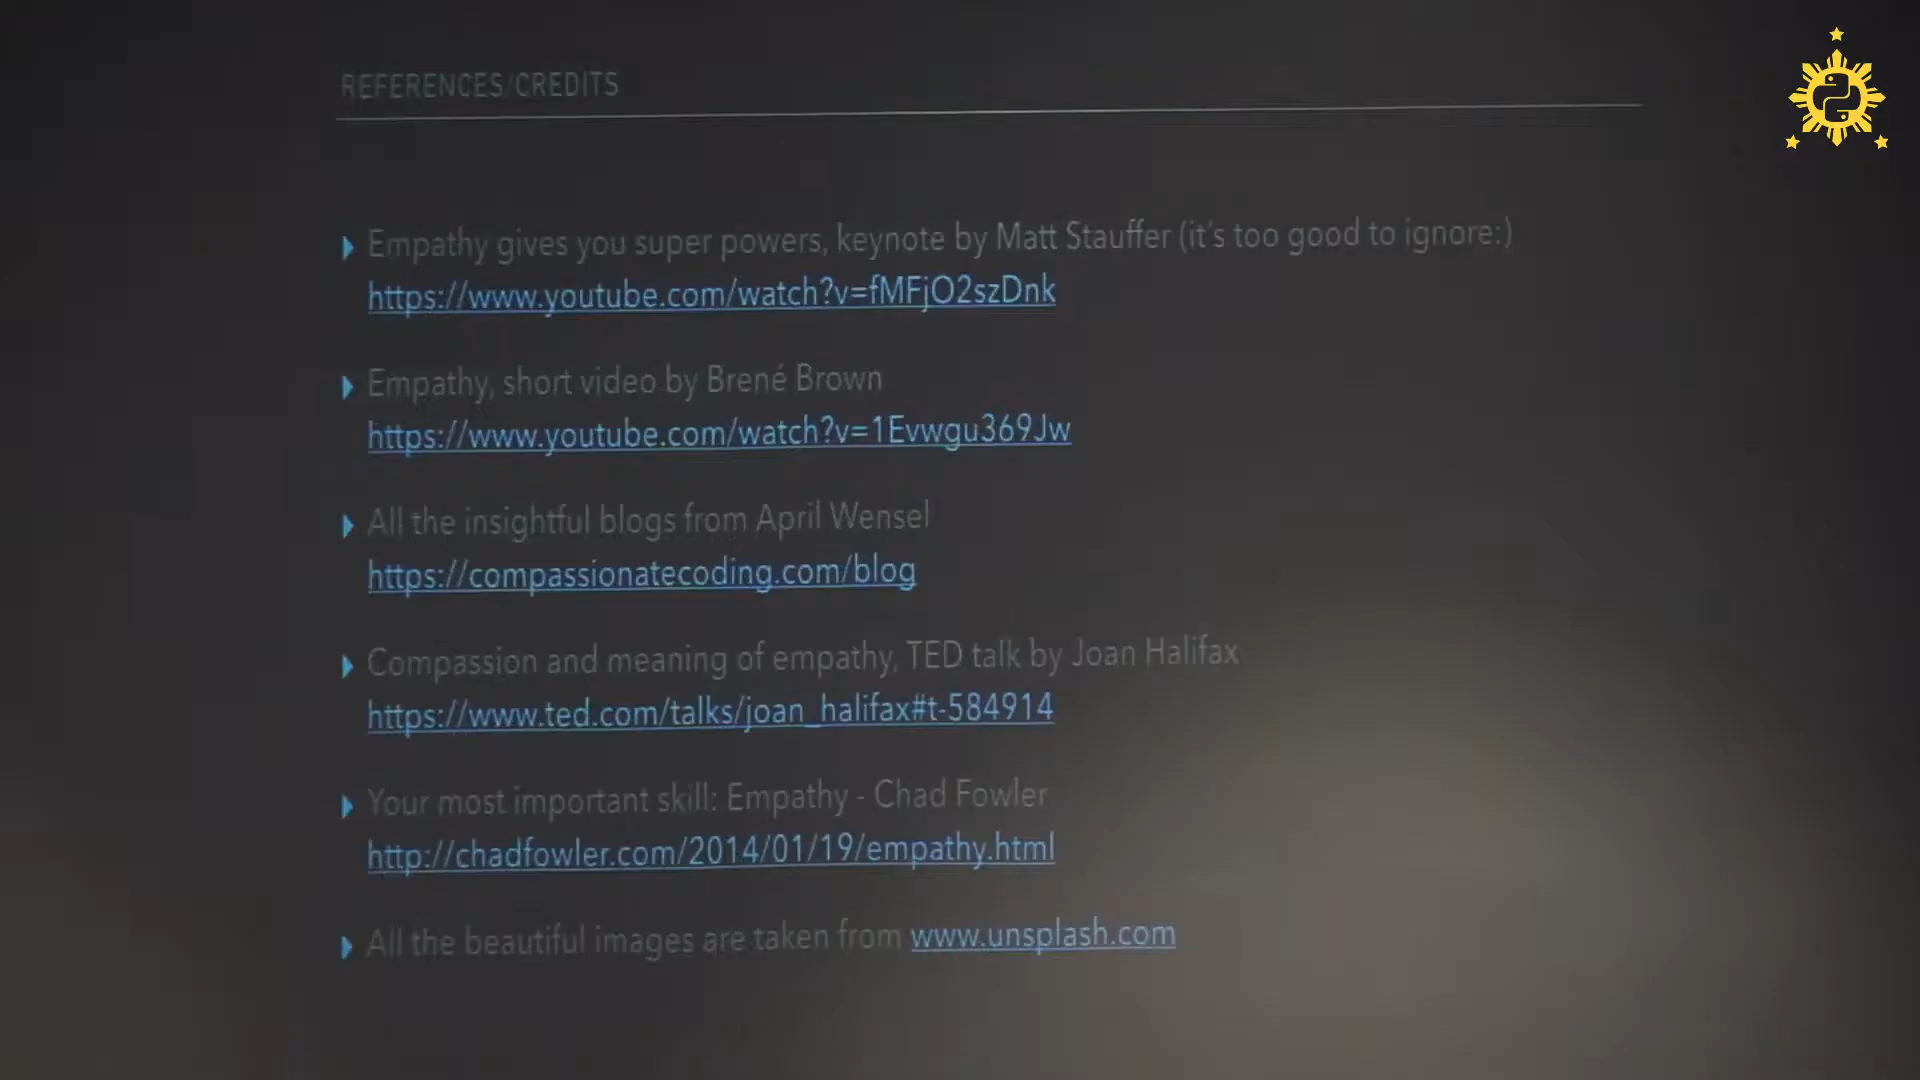 REFERENCES/CREDITS
Empathy gives you super powers, keynote by Matt Stauffer (it's too good to ignore:)
https://www.youtube.com/watch?v=fMFjO2szDnk
Empathy, short video by Brené Brown
https://www.youtube.com/watch?v=1Evwgu369Jw
All the insightful blogs from April Wensel
https://compassionatecoding.com/blog
Compassion and meaning of empathy, TED talk by Joan Halifax
https://www.ted.com/talks/joan_halifax#t-584914
Your most important skill: Empathy - Chad Fowler
http://chadfowler.com/2014/01/19/empathy.html
All the beautiful images are taken from www.unsplash.com